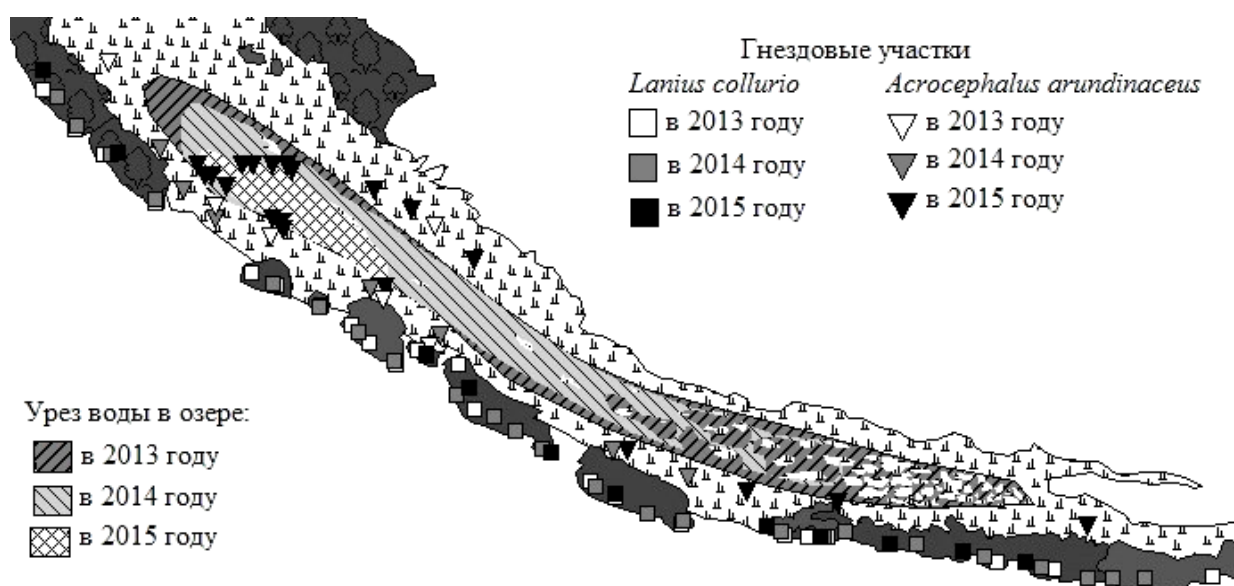 Гнездовые участки
Lanius collurio
Acrocephalus arundinaceus
в 2013 году
в 2013 году
в 2014 году
в 2014 году
в 2015 году
в 2015 году
Урез воды в озере:
в 2013 году
в 2014 году
в 2015 году